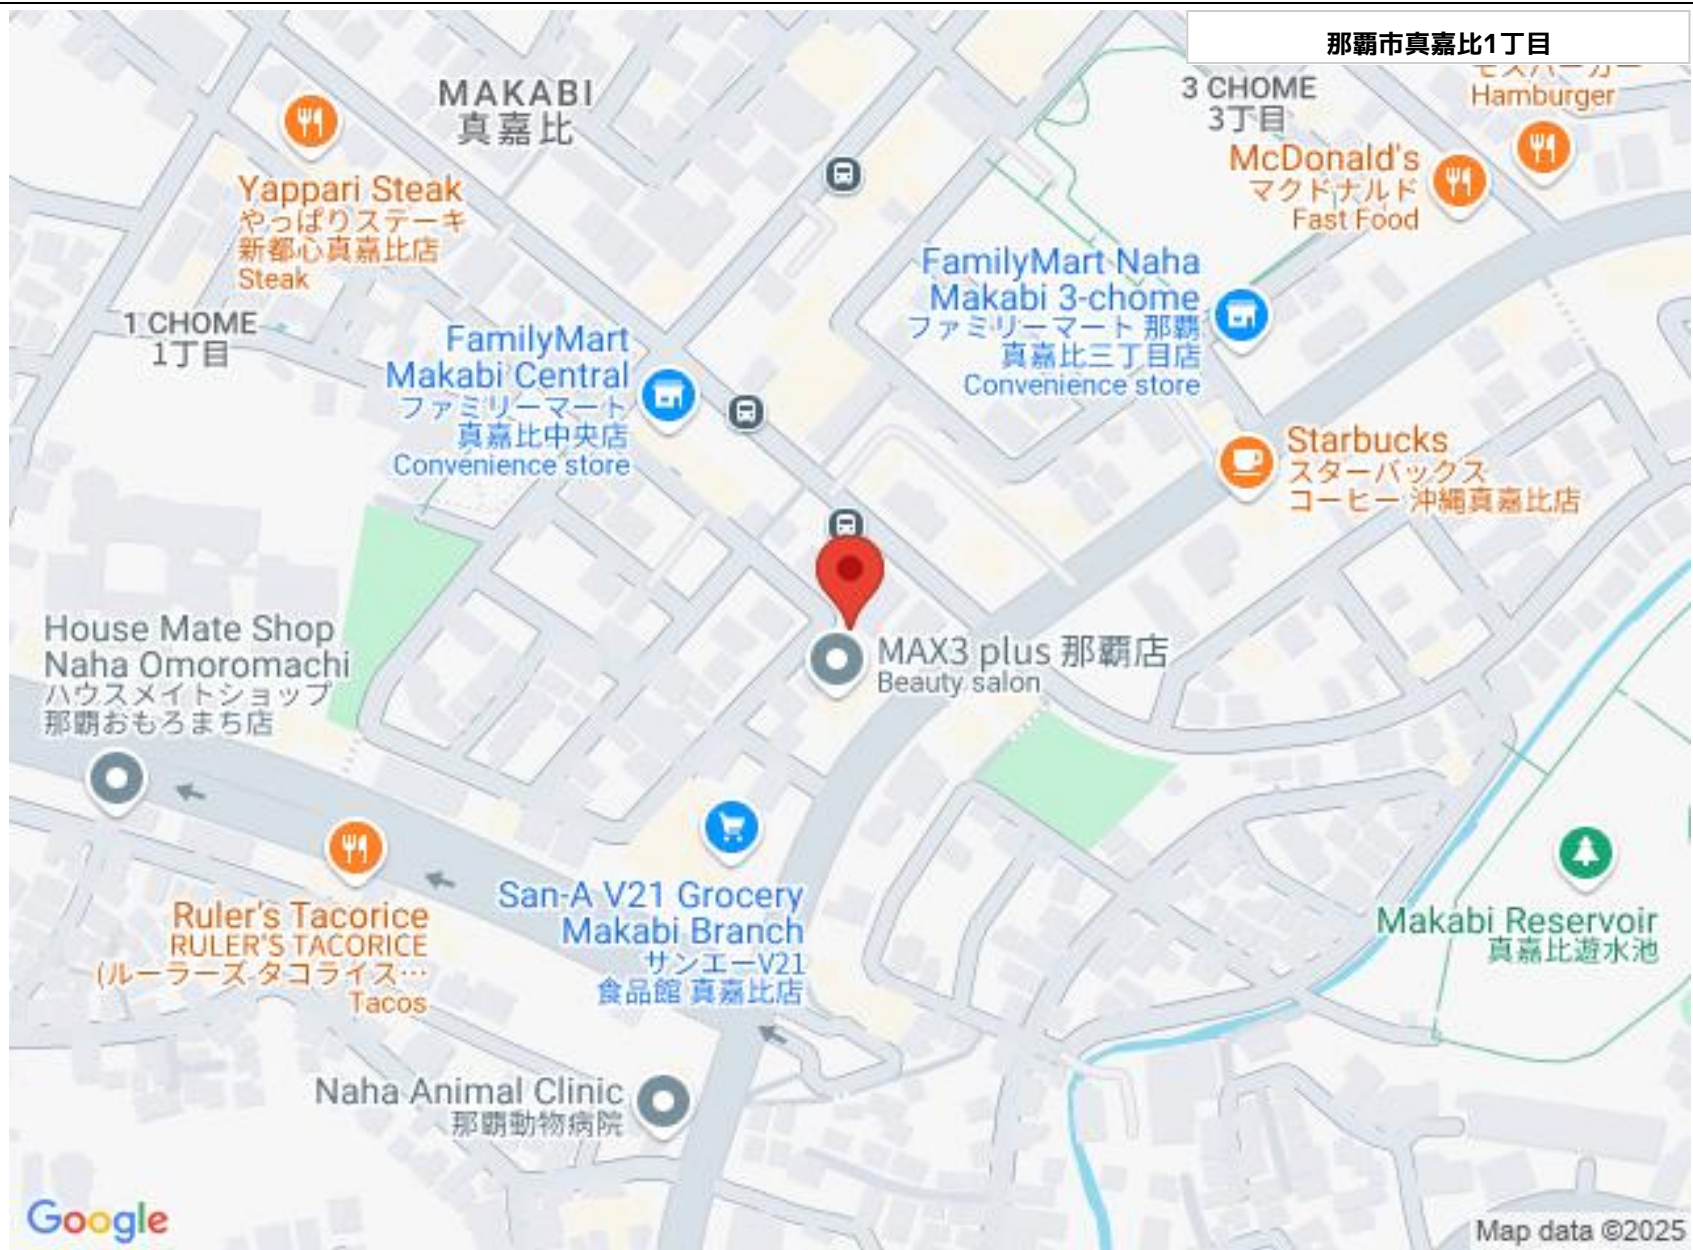 那覇市真嘉比1丁目
MAKABI
真嘉比
3 CHOME
3丁目
モスバーガー
Hamburger
McDonald's
マクドナルド
Fast Food
Yappari Steak
やっぱりステーキ
新都心真嘉比店
Steak
FamilyMart Naha
Makabi 3-chome
ファミリーマート 那覇
真嘉比三丁目店
Convenience store
1 CHOME
1丁目
FamilyMart
Makabi Central
ファミリーマート
真嘉比中央店
Convenience store
Starbucks
スターバックス
コーヒー 沖縄真嘉比店
House Mate Shop
Naha Omoromachi
ハウスメイトショップ
那覇おもろまち店
MAX3 plus 那覇店
Beauty salon
San-A V21 Grocery
Makabi Branch
サンエーV21
食品館 真嘉比店
Ruler's Tacorice
RULER'S TACORICE
(ルーラーズ タコライス…
Tacos
Makabi Reservoir
真嘉比遊水池
Naha Animal Clinic
那覇動物病院
Google
Map data ©2025